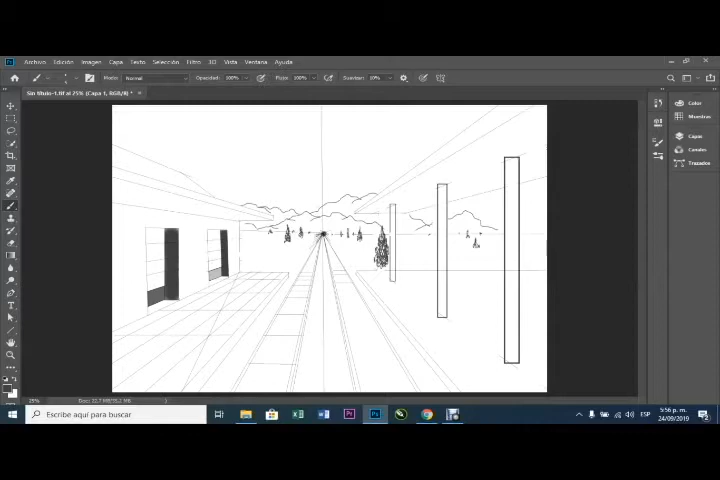 Archivo Edición Imagen Capa Texto Selección Filtro 3D Vista Ventana Ayuda
Modo: Normal Opacidad: 100% Flujo: 100% Suavizar: 10%
Sin título-1.tif al 25% (Capa 1, RGB/8) *
Color
Muestras
Capas
Canales
Trazados
25%
Escribe aquí para buscar
ESP
5:56 p. m.
24/09/2019